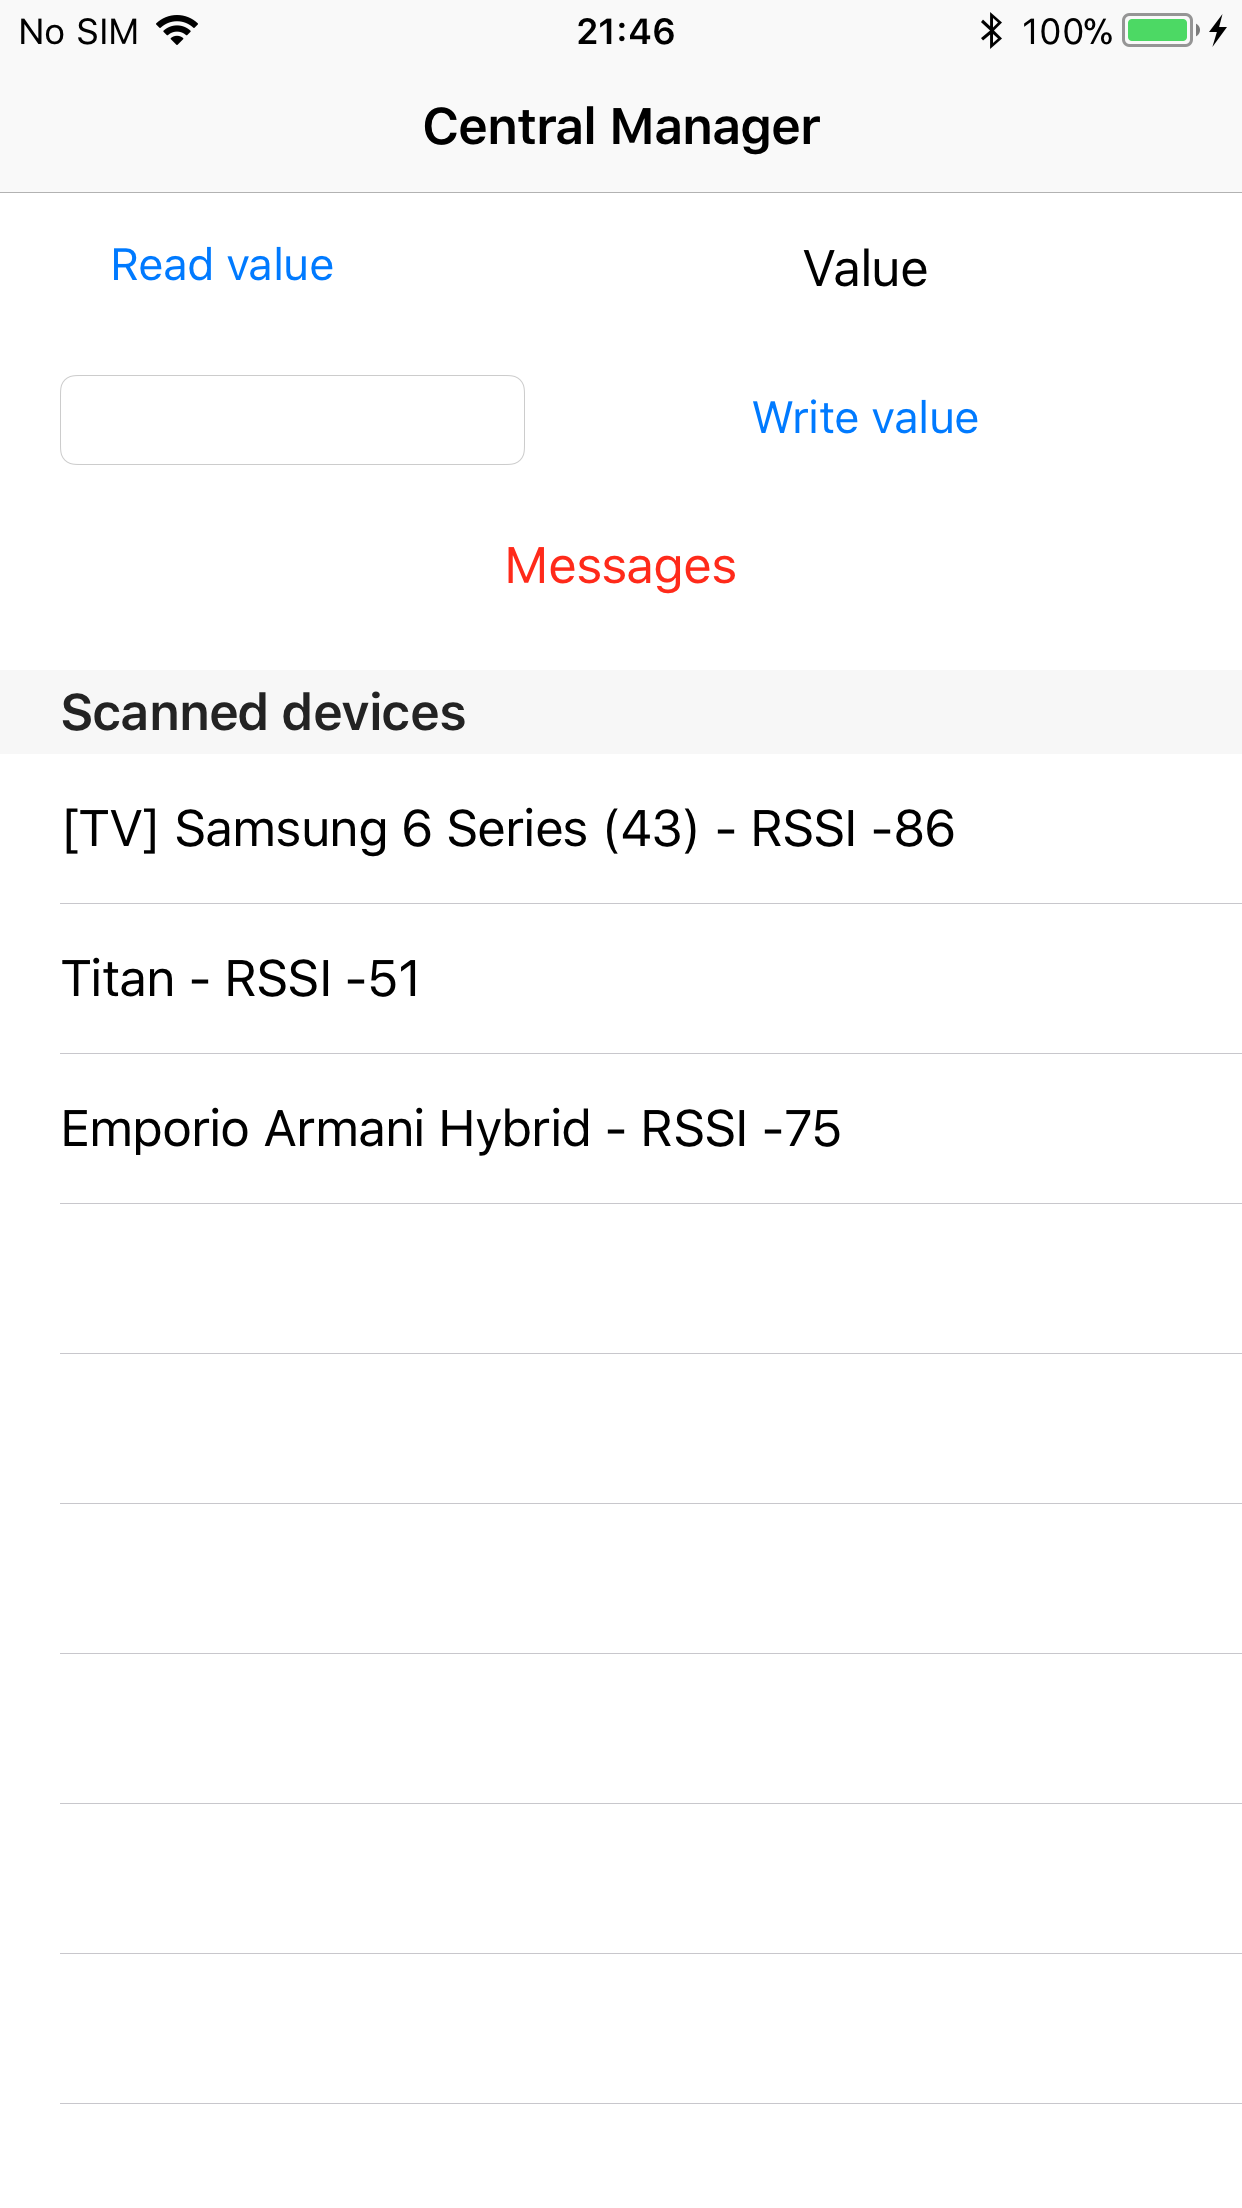 No SIM 21:46 100%
Central Manager
Read value Value
Write value
Messages
Scanned devices
[TV] Samsung 6 Series (43) - RSSI -86
Titan - RSSI -51
Emporio Armani Hybrid - RSSI -75